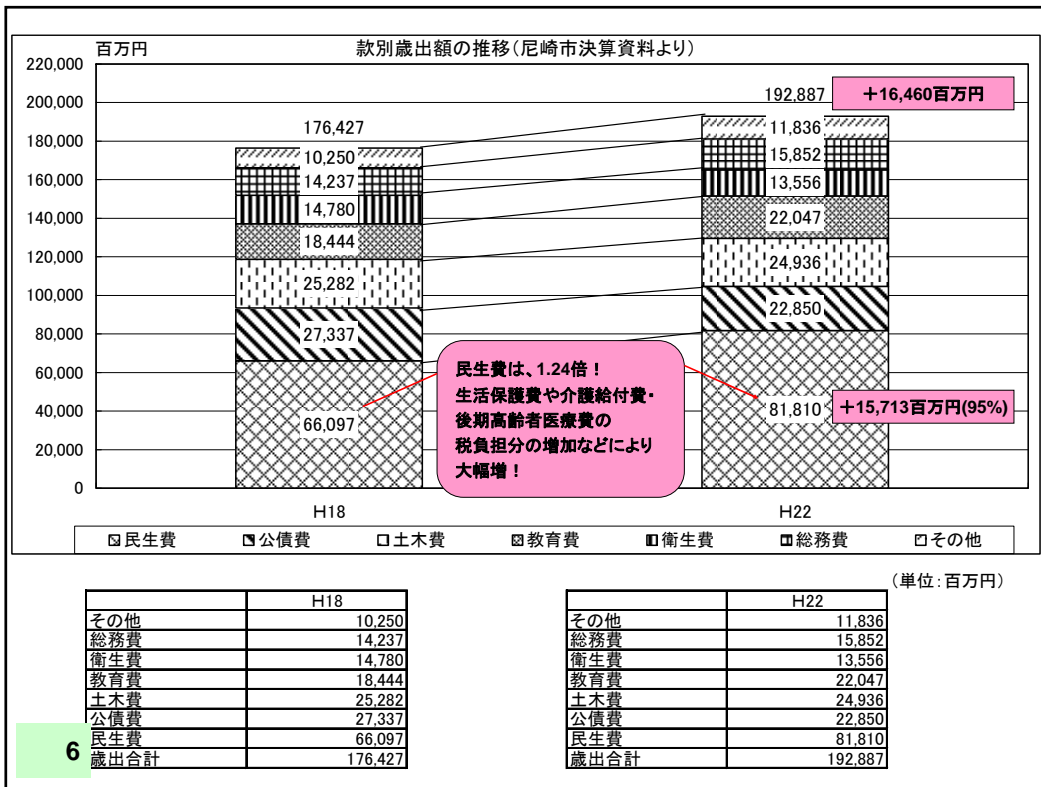 百万円
款別歳出額の推移(尼崎市決算資料より)
220,000
200,000
180,000
160,000
140,000
120,000
100,000
80,000
60,000
40,000
20,000
0
176,427
10,250
14,237
14,780
18,444
25,282
27,337
66,097
H18
192,887
+16,460百万円
11,836
15,852
13,556
22,047
24,936
22,850
81,810
+15,713百万円(95%)
H22
民生費は、1.24倍!
生活保護費や介護給付費・
後期高齢者医療費の
税負担分の増加などにより
大幅増!
民生費 公債費 土木費 教育費 衛生費 総務費 その他
(単位:百万円)
H18
その他 10,250
総務費 14,237
衛生費 14,780
教育費 18,444
土木費 25,282
公債費 27,337
民生費 66,097
歳出合計 176,427
H22
その他 11,836
総務費 15,852
衛生費 13,556
教育費 22,047
土木費 24,936
公債費 22,850
民生費 81,810
歳出合計 192,887
6